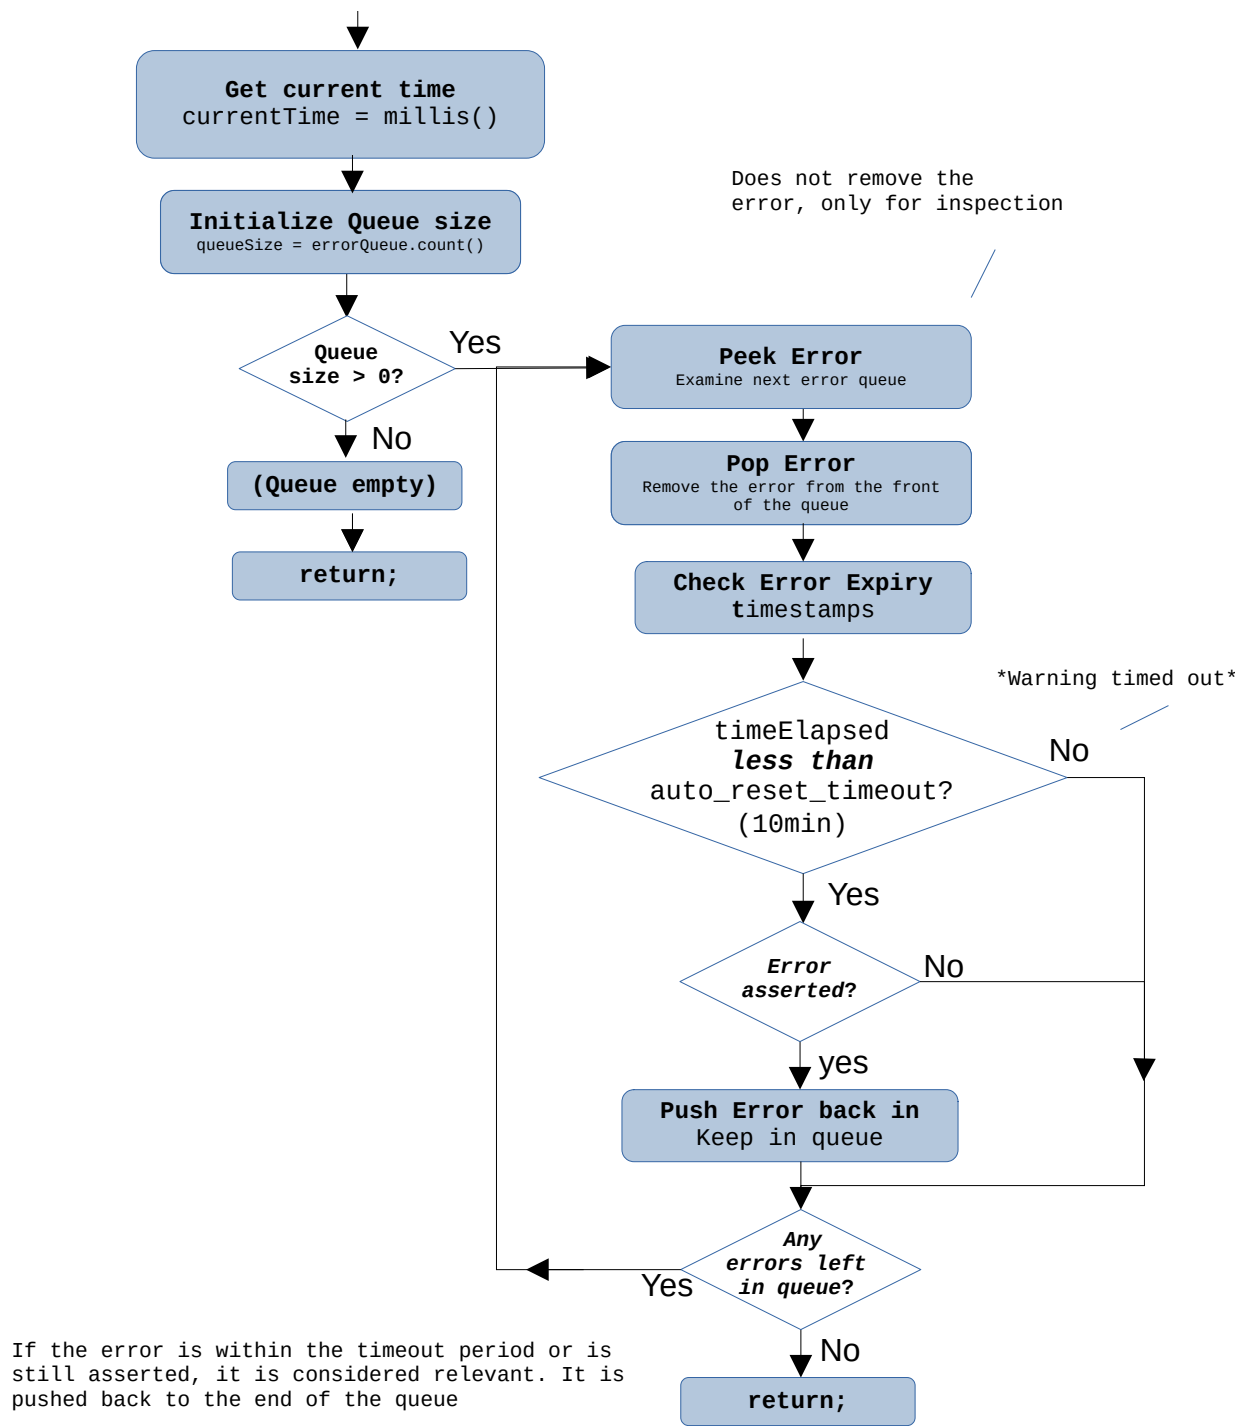 Get current time
currentTime = millis()
Initialize Queue size
queueSize = errorQueue.count()
Does not remove the
error, only for inspection
Queue
size > 0?
Yes
No
(Queue empty)
return;
Peek Error
Examine next error queue
Pop Error
Remove the error from the front
of the queue
Check Error Expiry
timestamps
*Warning timed out*
timeElapsed
less than
auto_reset_timeout?
(10min)
No
Yes
Error
asserted?
No
yes
Push Error back in
Keep in queue
Any
errors left
in queue?
Yes
No
return;
If the error is within the timeout period or is
still asserted, it is considered relevant. It is
pushed back to the end of the queue